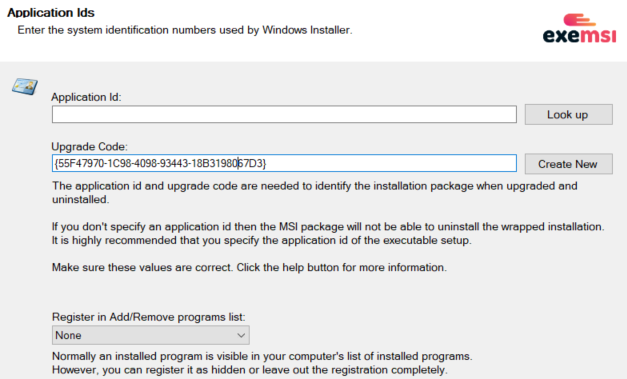 Application Ids
Enter the system identification numbers used by Windows Installer.
exemsi
Application Id:
Look up
Upgrade Code:
{55F47970-1C98-4098-93443-18B3198067D3}
Create New
The application id and upgrade code are needed to identify the installation package when upgraded and
uninstalled.
If you don't specify an application id then the MSI package will not be able to uninstall the wrapped installation.
It is highly recommended that you specify the application id of the executable setup.
Make sure these values are correct. Click the help button for more information.
Register in Add/Remove programs list:
None
Normally an installed program is visible in your computer's list of installed programs.
However, you can register it as hidden or leave out the registration completely.